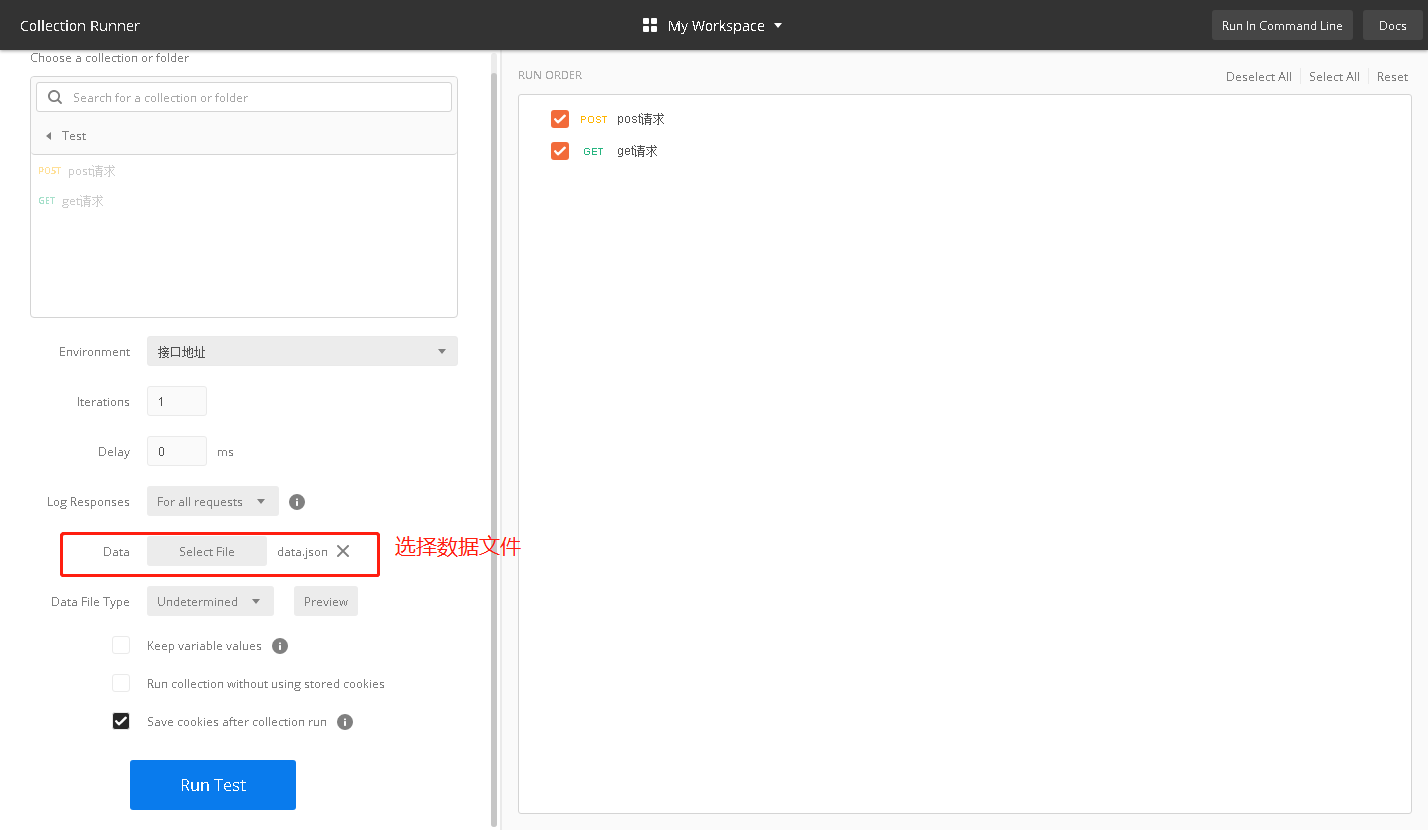 Collection Runner
My Workspace
Run In Command Line
Docs
Choose a collection or folder
Search for a collection or folder
Test
POST post请求
GET get请求
Environment 接口地址
Iterations 1
Delay 0 ms
Log Responses For all requests
Data Select File data.json
选择数据文件
Data File Type Undetermined Preview
Keep variable values
Run collection without using stored cookies
Save cookies after collection run
Run Test
RUN ORDER
Deselect All Select All Reset
POST post请求
GET get请求